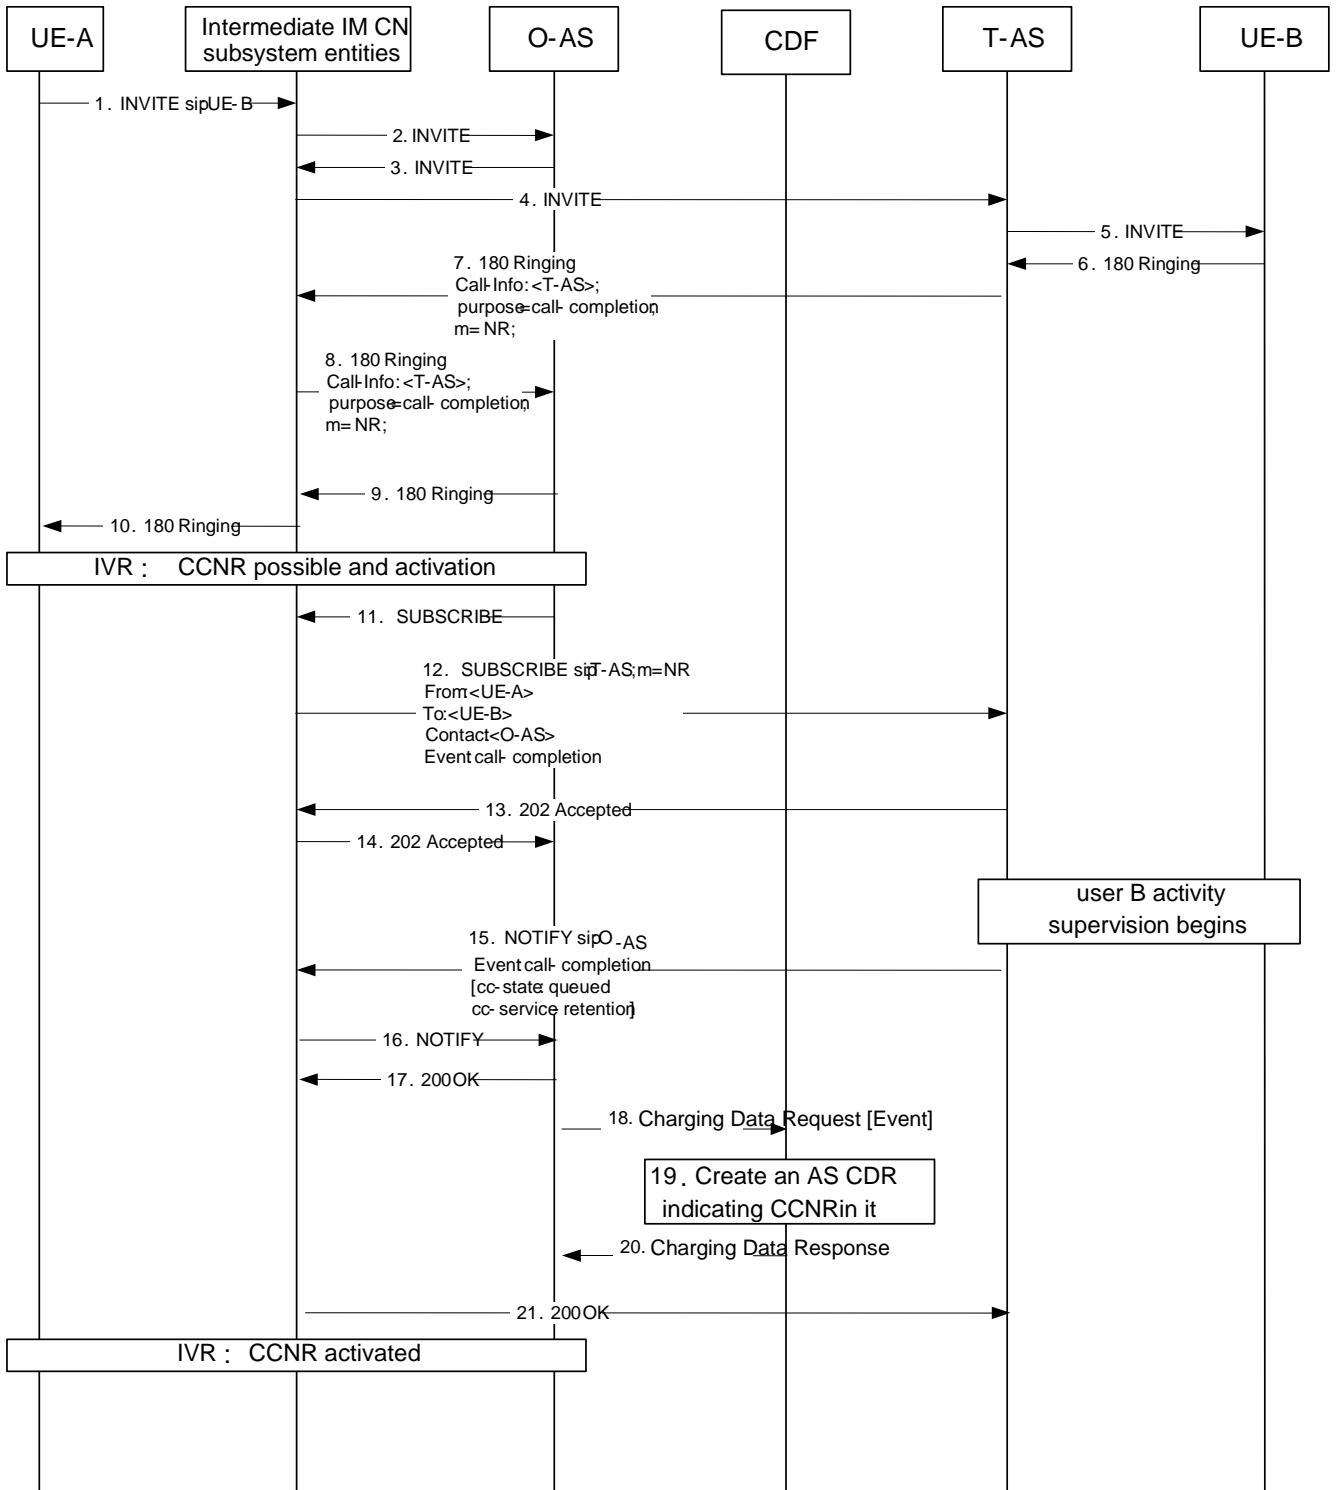 UE-A
Intermediate IM CN
subsystem entities
O-AS
CDF
T-AS
UE-B
1. INVITE sipUE-B
2. INVITE
3. INVITE
4. INVITE
5. INVITE
6. 180 Ringing
7. 180 Ringing
Call-Info:<T-AS>;
purpose=call-completion;
m=NR;
8. 180 Ringing
Call-Info:<T-AS>;
purpose=call-completion;
m=NR;
9. 180 Ringing
10. 180 Ringing
IVR: CCNR possible and activation
11. SUBSCRIBE
12. SUBSCRIBE sip:T-AS;m=NR
From:<UE-A>
To:<UE-B>
Contact:<O-AS>
Event:call-completion
13. 202 Accepted
14. 202 Accepted
user B activity
supervision begins
15. NOTIFY sip:O-AS
Event:call-completion
[cc-state: queued
cc-service retention]
16. NOTIFY
17. 200 OK
18. Charging Data Request [Event]
19. Create an AS CDR
indicating CCNRin it
20. Charging Data Response
21. 200 OK
IVR: CCNR activated